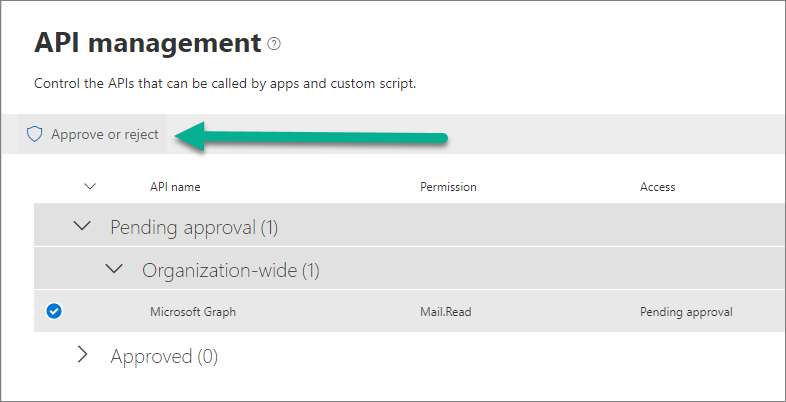 API management
Control the APIs that can be called by apps and custom script.
Approve or reject
API name Permission Access
Pending approval (1)
Organization-wide (1)
Microsoft Graph Mail.Read Pending approval
Approved (0)